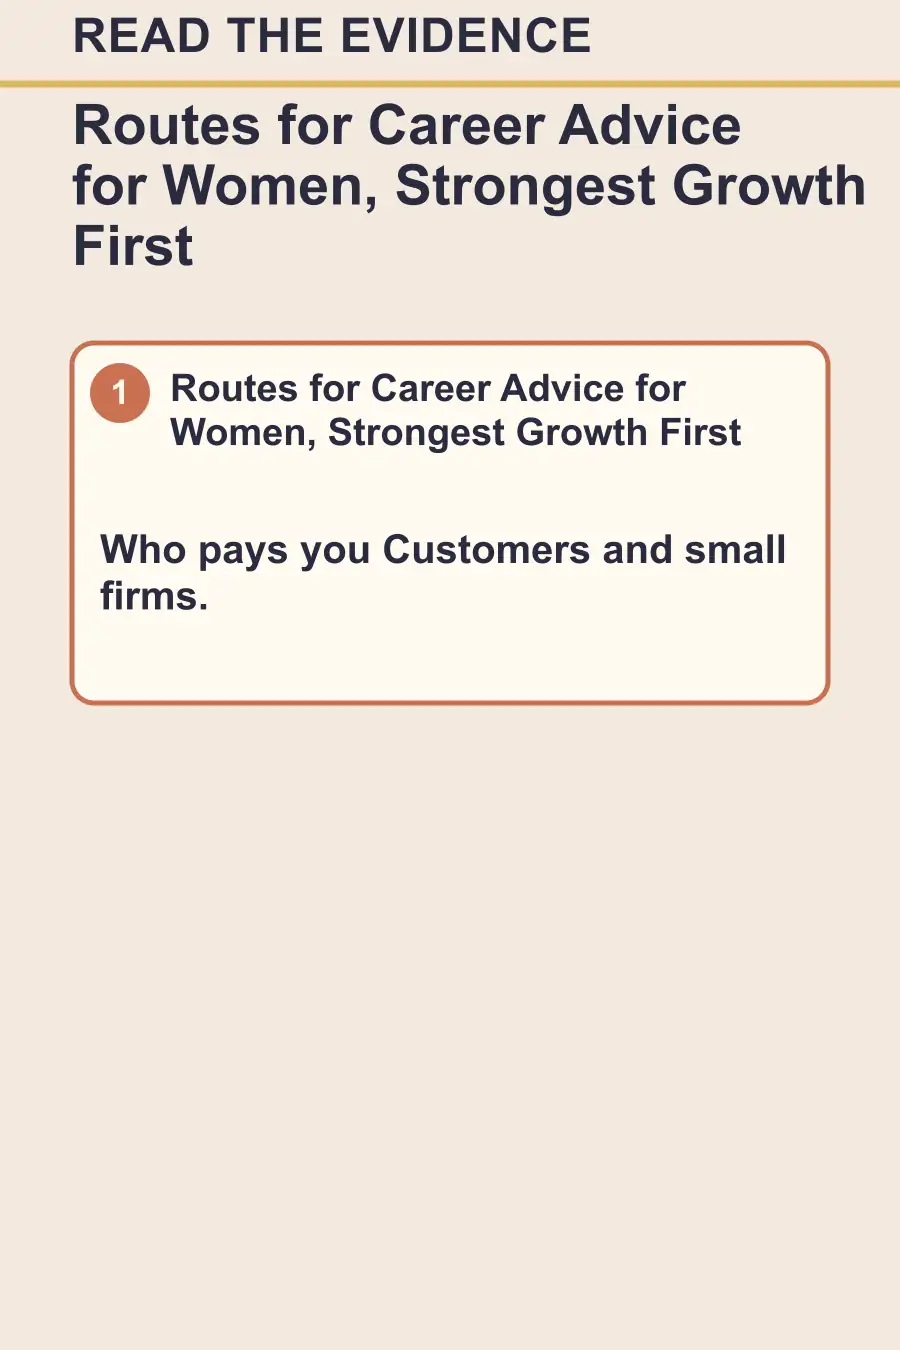 READ THE EVIDENCE
Routes for Career Advice
for Women, Strongest Growth
First
1
Routes for Career Advice for
Women, Strongest Growth First
Who pays you Customers and small
firms.